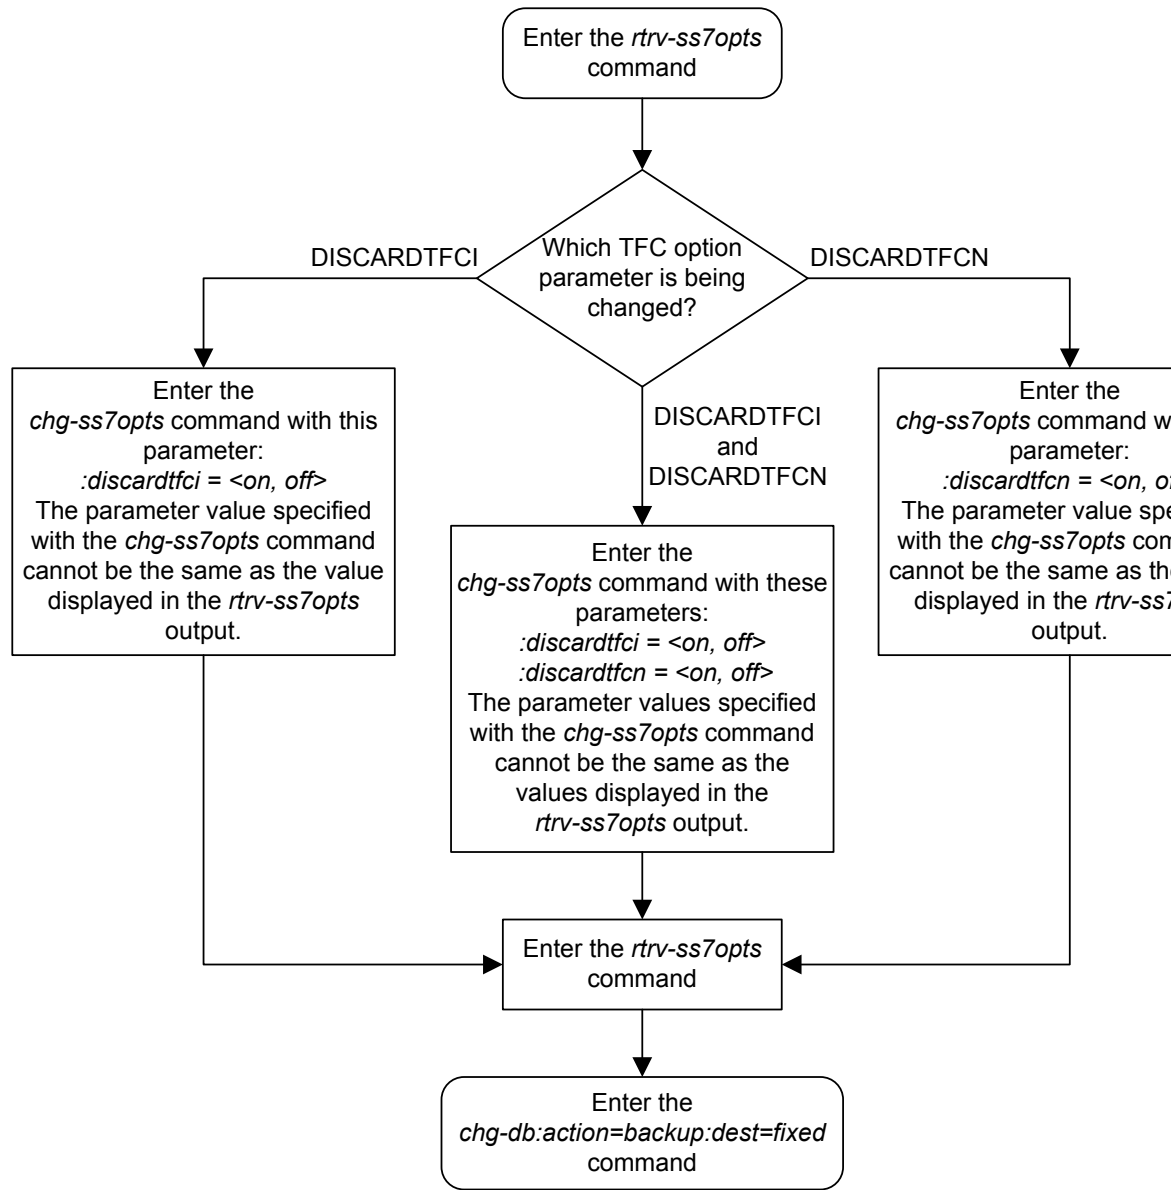 Enter the rtrv-ss7opts
command
Which TFC option
parameter is being
changed?
DISCARDTFCI
DISCARDTFCN
DISCARDTFCI
and
DISCARDTFCN
Enter the
chg-ss7opts command with this
parameter:
:discardtfci = <on, off>
The parameter value specified
with the chg-ss7opts command
cannot be the same as the value
displayed in the rtrv-ss7opts
output.
Enter the
chg-ss7opts command with these
parameters:
:discardtfci = <on, off>
:discardtfcn = <on, off>
The parameter values specified
with the chg-ss7opts command
cannot be the same as the
values displayed in the
rtrv-ss7opts output.
Enter the
chg-ss7opts command
parameter:
:discardtfcn = <on,
The parameter value
with the chg-ss7opts
cannot be the same as
displayed in the
output.
Enter the rtrv-ss7opts
command
Enter the
chg-db:action=backup:dest=fixed
command